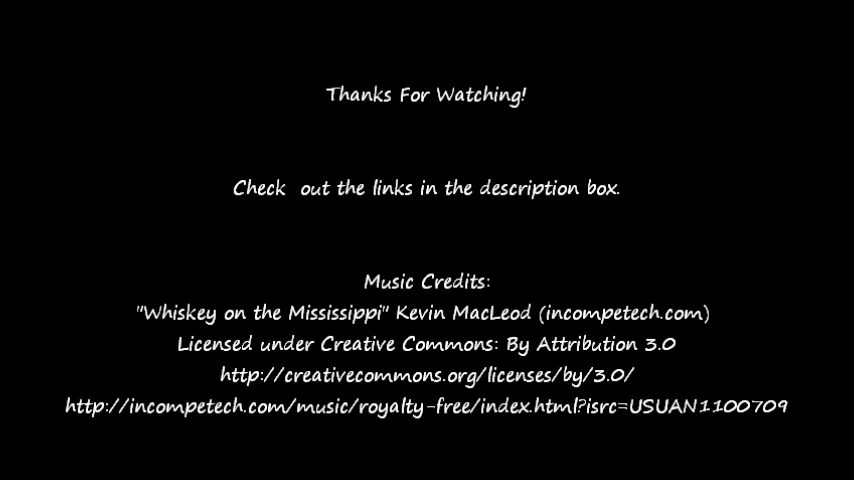 Thanks For Watching!
Check out the links in the description box.
Music Credits:
"Whiskey on the Mississippi" Kevin MacLeod (incompetech.com)
Licensed under Creative Commons: By Attribution 3.0
http://creativecommons.org/licenses/by/3.0/
http://incompetech.com/music/royalty-free/index.html?isrc=USUAN1100709